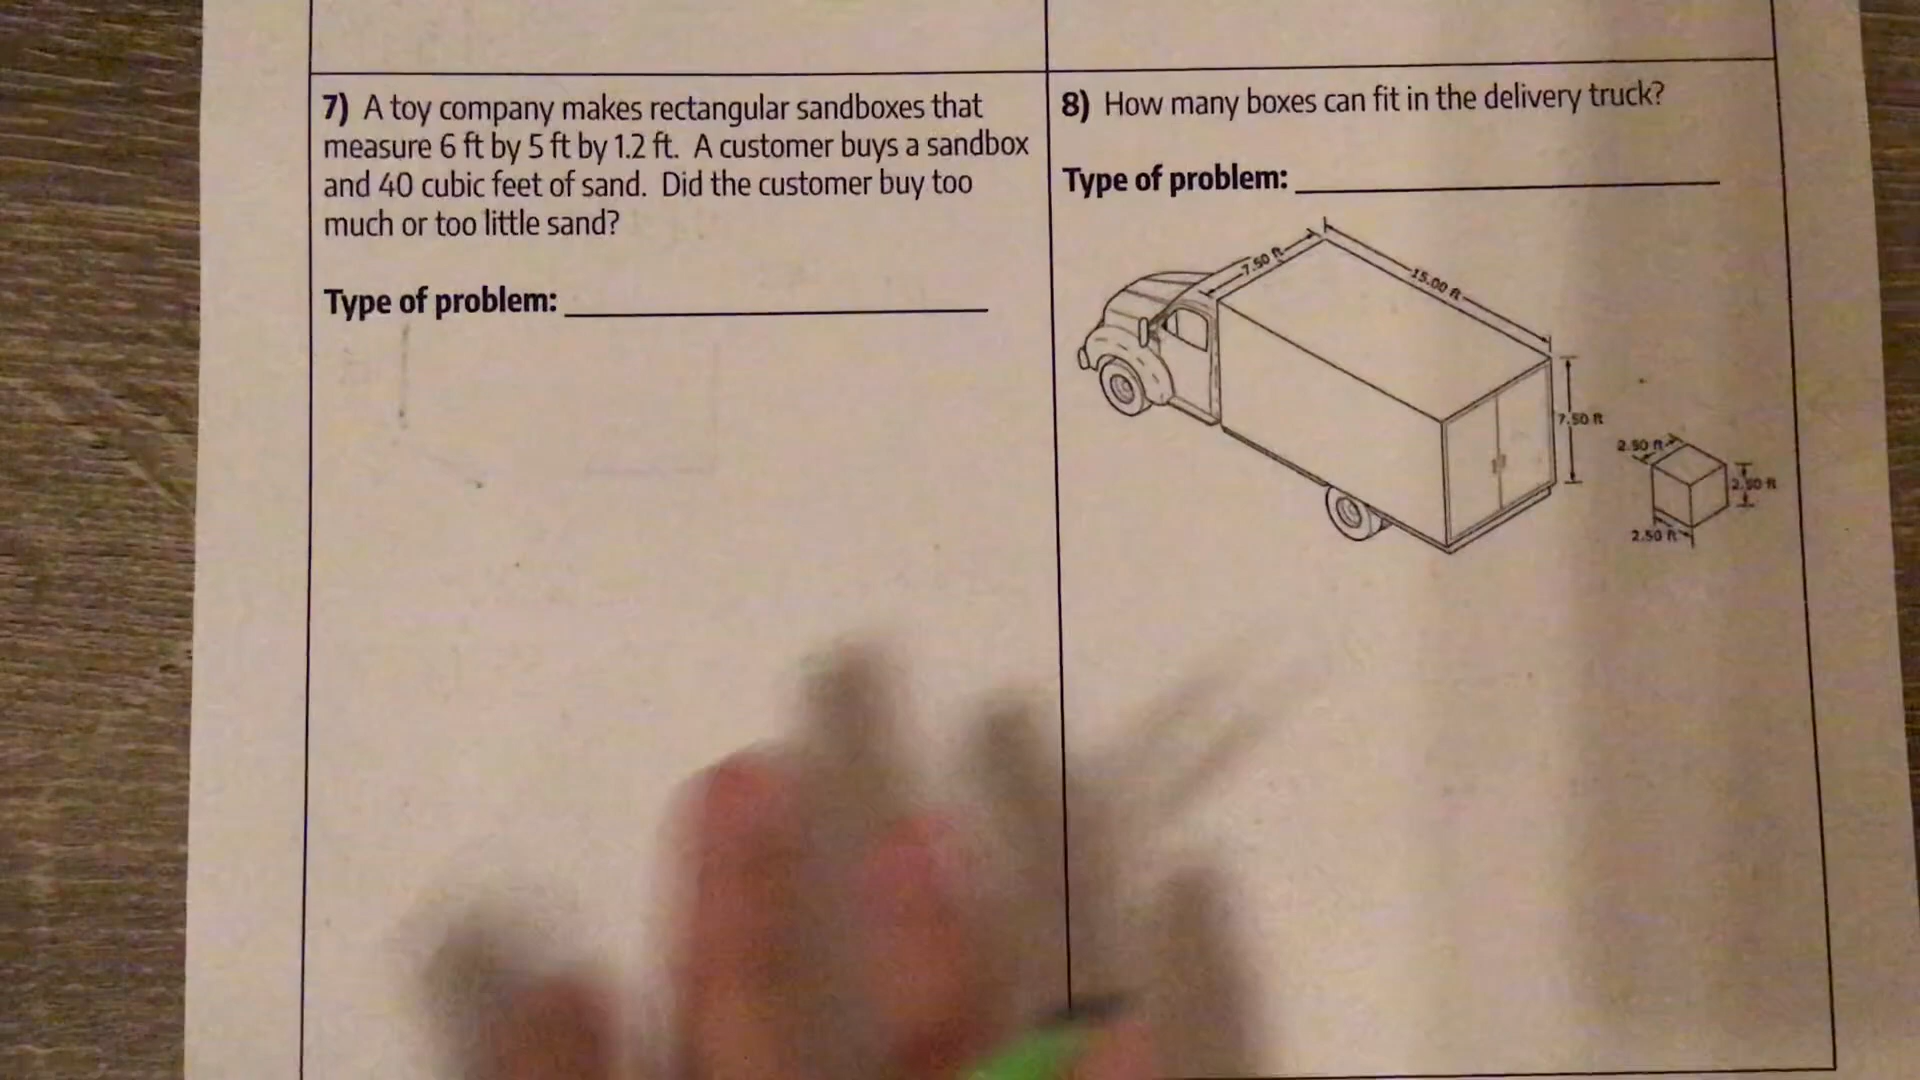 7) A toy company makes rectangular sandboxes that
measure 6 ft by 5 ft by 1.2 ft. A customer buys a sandbox
and 40 cubic feet of sand. Did the customer buy too
much or too little sand?
Type of problem:
8) How many boxes can fit in the delivery truck?
Type of problem:
7.50 ft
15.00 ft
7.50 ft
2.50 ft
2.50 ft
2.50 ft